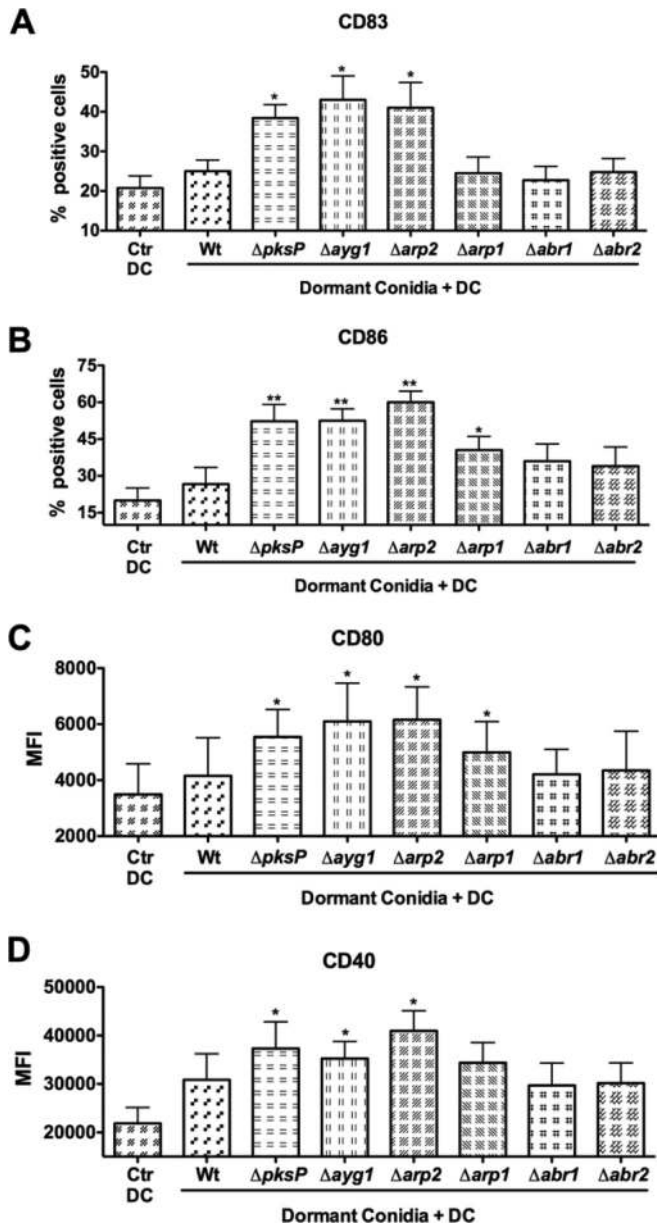 A
CD83
% positive cells
50
40
30
20
10
* * *
Ctr DC Wt ΔpksP Δayg1 Δarp2 Δarp1 Δabr1 Δabr2
Dormant Conidia + DC
B
CD86
% positive cells
75
60
45
30
15
** ** ** *
Ctr DC Wt ΔpksP Δayg1 Δarp2 Δarp1 Δabr1 Δabr2
Dormant Conidia + DC
C
CD80
MFI
8000
6000
4000
2000
* * * *
Ctr DC Wt ΔpksP Δayg1 Δarp2 Δarp1 Δabr1 Δabr2
Dormant Conidia + DC
D
CD40
MFI
50000
40000
30000
20000
* * *
Ctr DC Wt ΔpksP Δayg1 Δarp2 Δarp1 Δabr1 Δabr2
Dormant Conidia + DC